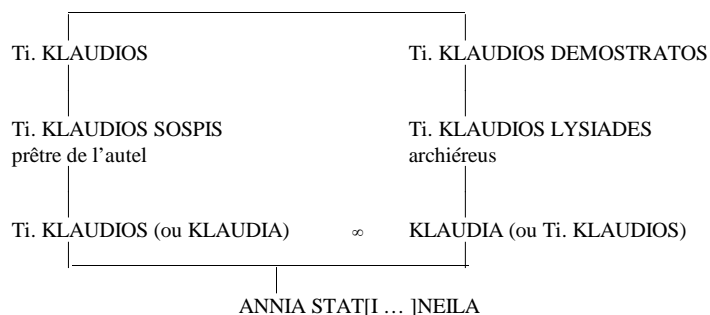 Ti. KLAUDIOS Ti. KLAUDIOS DEMOSTRATOS
Ti. KLAUDIOS SOSPIS Ti. KLAUDIOS LYSIADES
prêtre de l'autel archiéreus
Ti. KLAUDIOS (ou KLAUDIA) ∞ KLAUDIA (ou Ti. KLAUDIOS)
ANNIA STAT[I … ]NEILA